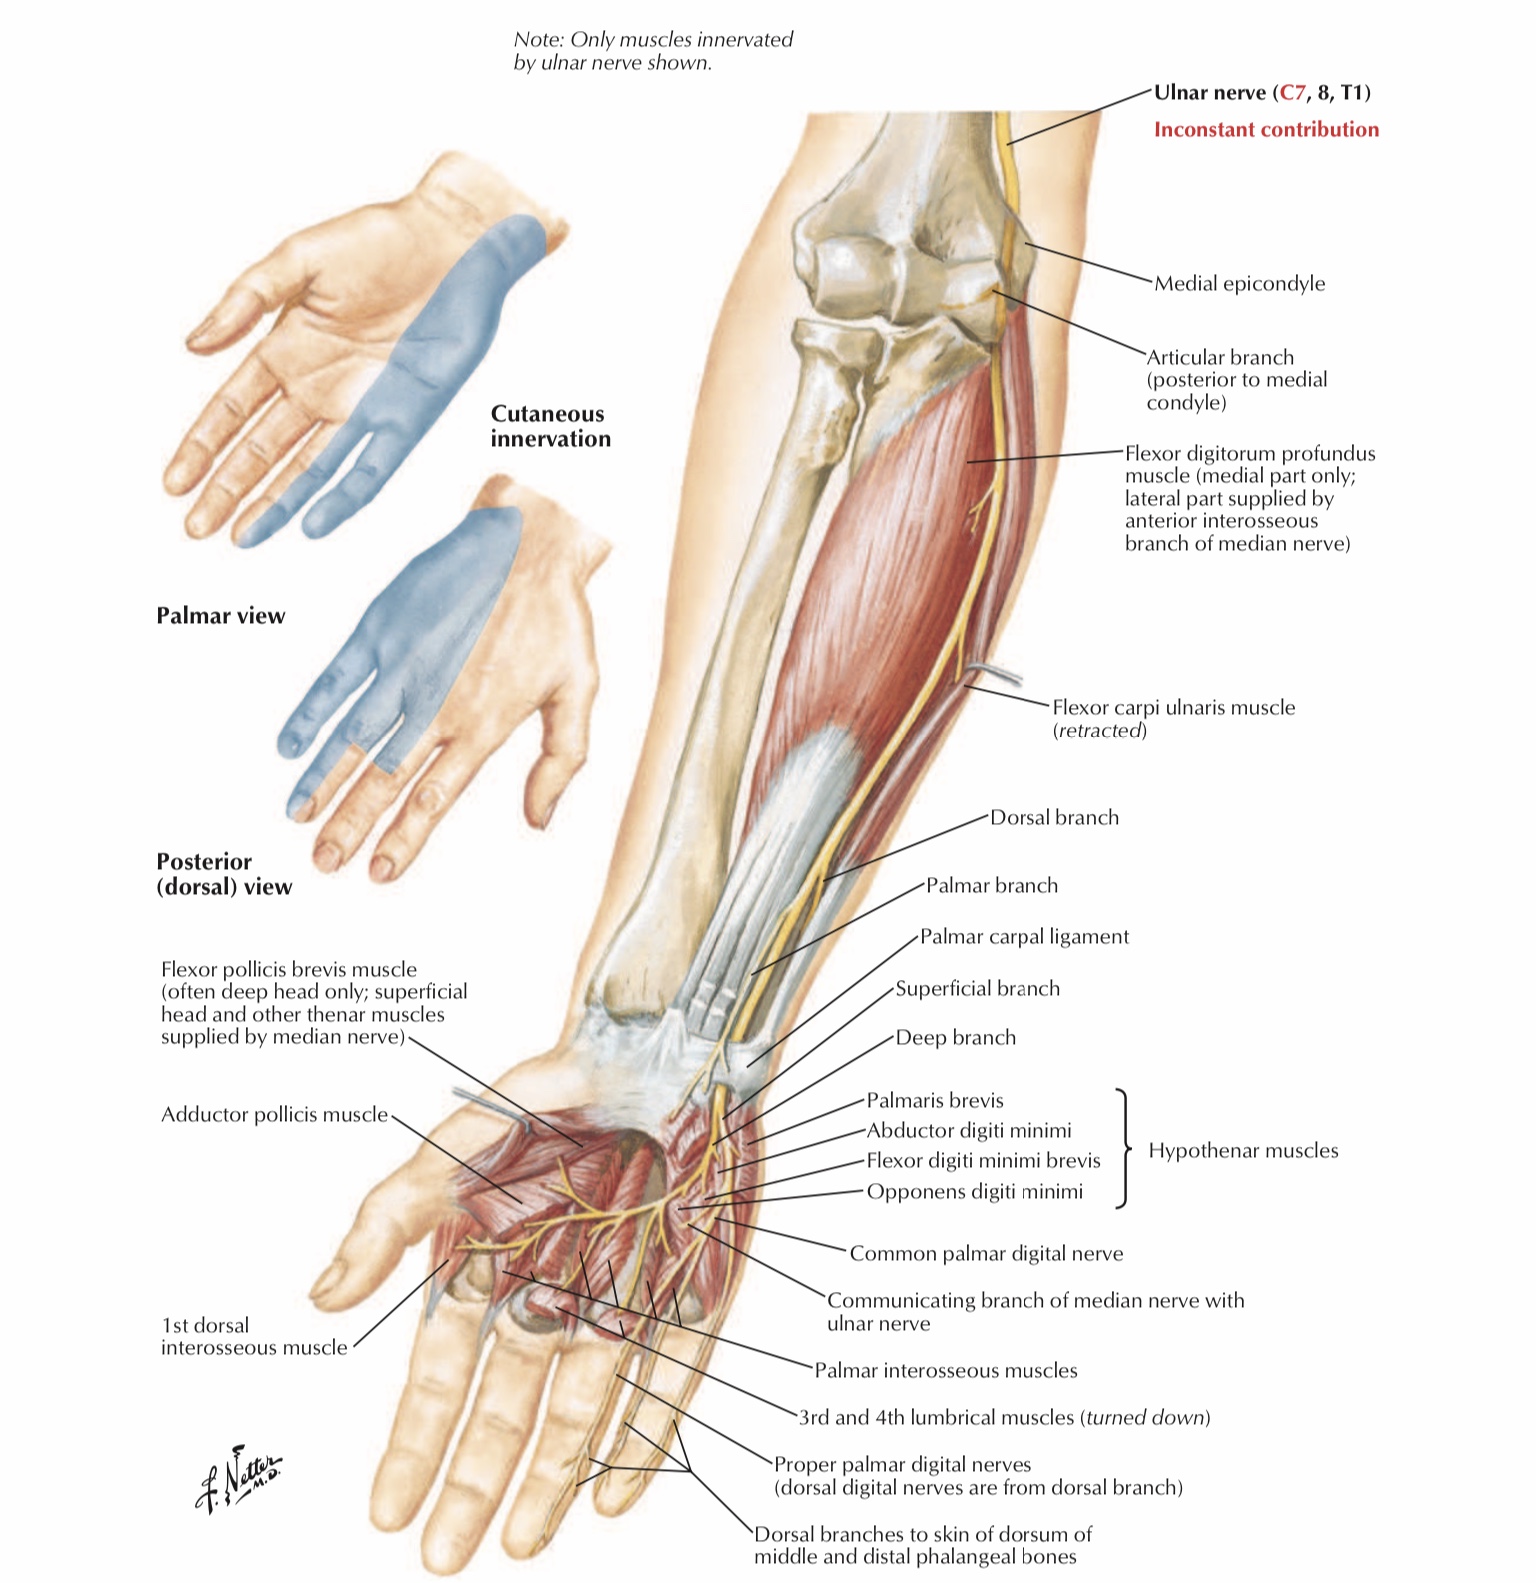 Note: Only muscles innervated
by ulnar nerve shown.
Ulnar nerve (C7, 8, T1)
Inconstant contribution
Medial epicondyle
Articular branch
(posterior to medial
condyle)
Cutaneous
innervation
Flexor digitorum profundus
muscle (medial part only;
lateral part supplied by
anterior interosseous
branch of median nerve)
Palmar view
Flexor carpi ulnaris muscle
(retracted)
Dorsal branch
Posterior
(dorsal) view
Palmar branch
Palmar carpal ligament
Flexor pollicis brevis muscle
(often deep head only; superficial
head and other thenar muscles
supplied by median nerve)
Superficial branch
Deep branch
Adductor pollicis muscle
Palmaris brevis
Abductor digiti minimi
Flexor digiti minimi brevis
Opponens digiti minimi
Hypothenar muscles
Common palmar digital nerve
Communicating branch of median nerve with
ulnar nerve
1st dorsal
interosseous muscle
Palmar interosseous muscles
3rd and 4th lumbrical muscles (turned down)
Proper palmar digital nerves
(dorsal digital nerves are from dorsal branch)
Dorsal branches to skin of dorsum of
middle and distal phalangeal bones
F. Netter
M.D.